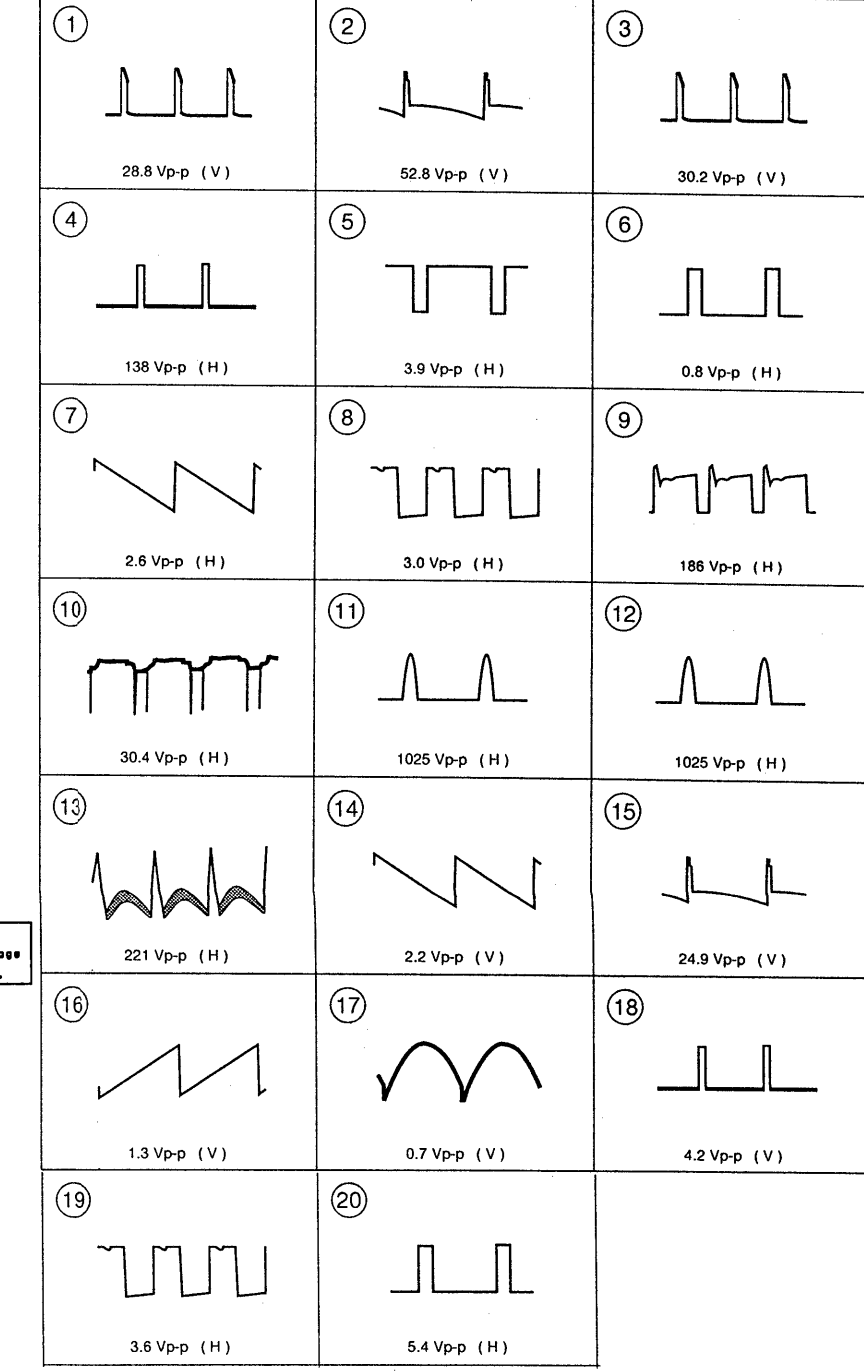 1 2 3
28.8 Vp-p ( V ) 52.8 Vp-p ( V ) 30.2 Vp-p ( V )
4 5 6
138 Vp-p ( H ) 3.9 Vp-p ( H ) 0.8 Vp-p ( H )
7 8 9
2.6 Vp-p ( H ) 3.0 Vp-p ( H ) 186 Vp-p ( H )
10 11 12
30.4 Vp-p ( H ) 1025 Vp-p ( H ) 1025 Vp-p ( H )
13 14 15
221 Vp-p ( H ) 2.2 Vp-p ( V ) 24.9 Vp-p ( V )
16 17 18
1.3 Vp-p ( V ) 0.7 Vp-p ( V ) 4.2 Vp-p ( V )
19 20
3.6 Vp-p ( H ) 5.4 Vp-p ( H )